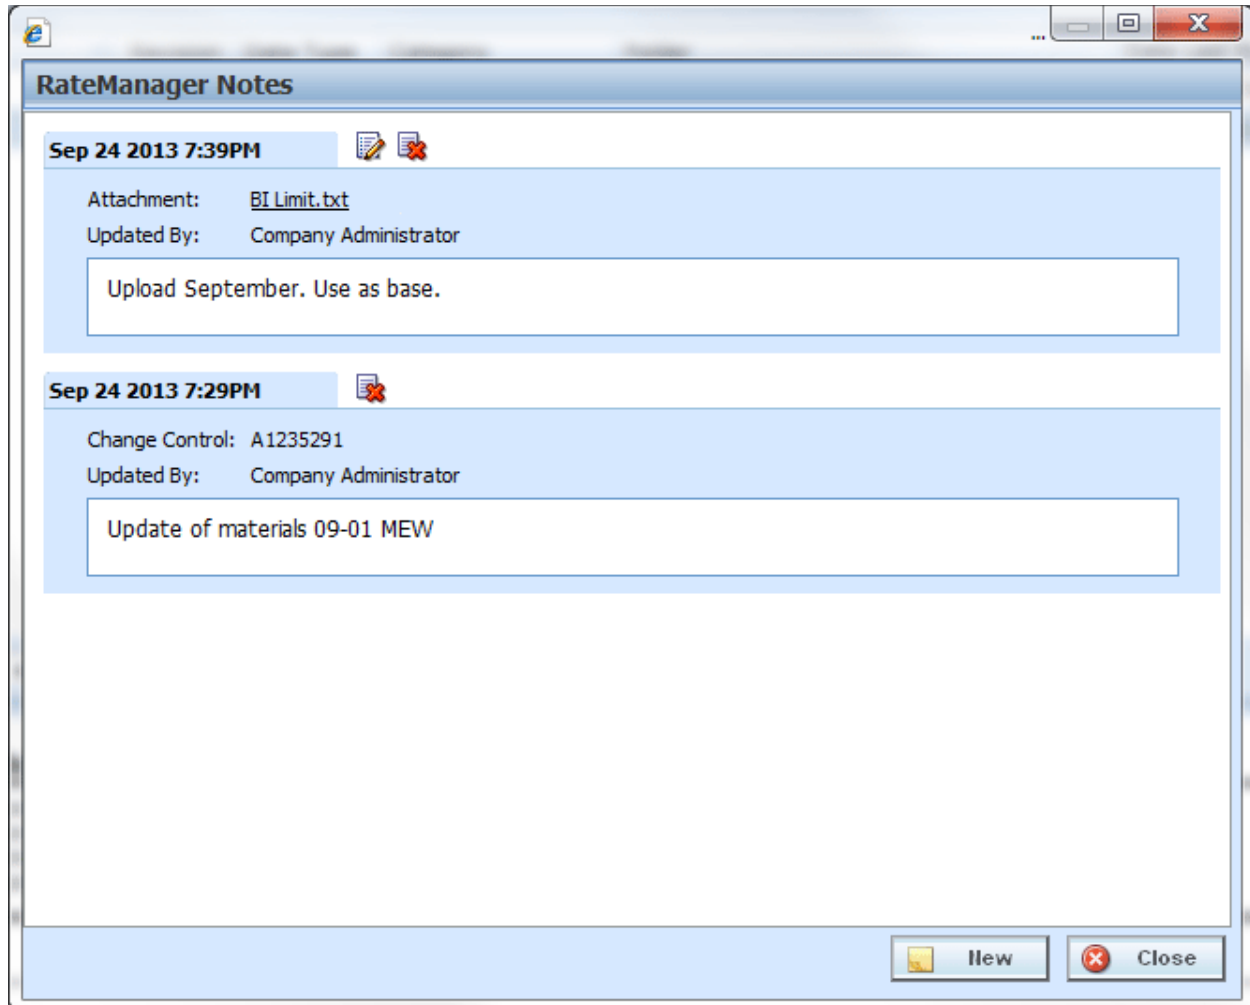 ...
RateManager Notes
Sep 24 2013 7:39PM
Attachment: BI Limit.txt
Updated By: Company Administrator
Upload September. Use as base.
Sep 24 2013 7:29PM
Change Control: A1235291
Updated By: Company Administrator
Update of materials 09-01 MEW
New Close